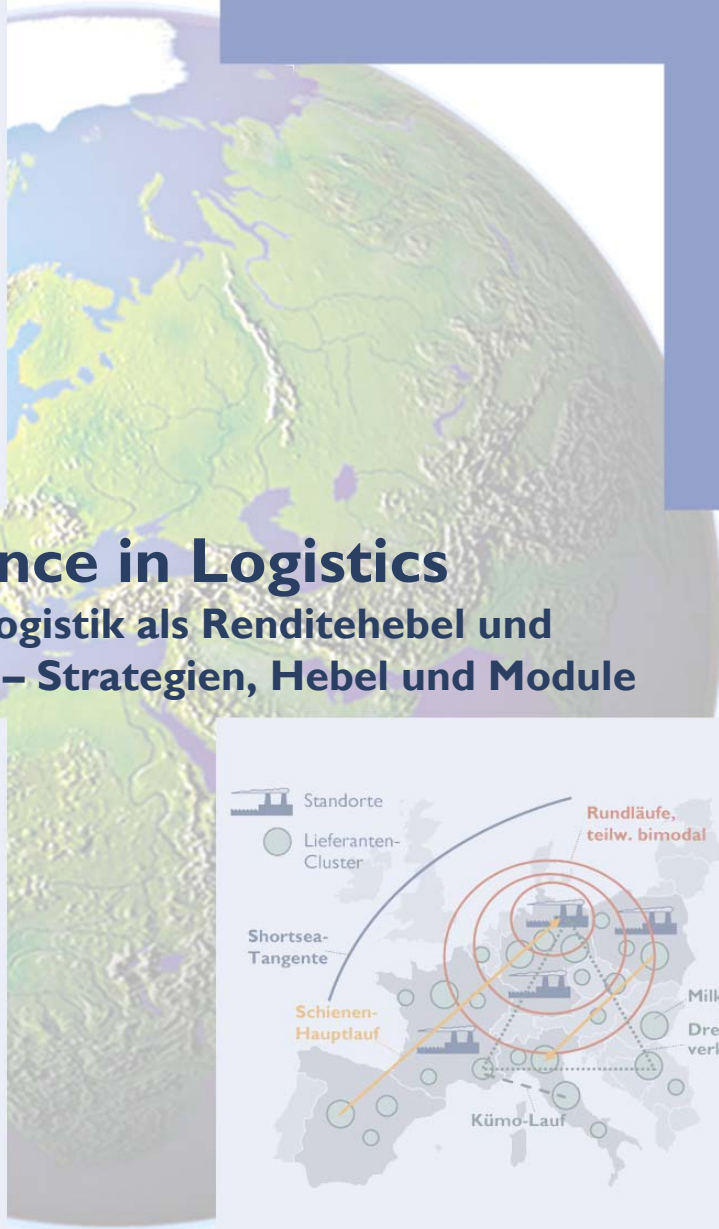 nce in Logistics
ogistik als Renditehebel und
– Strategien, Hebel und Module
Standorte
Lieferanten-
Cluster
Rundläufe,
teilw. bimodal
Shortsea-
Tangente
Schienen-
Hauptlauf
Milk
Dre
verk
Kümo-Lauf